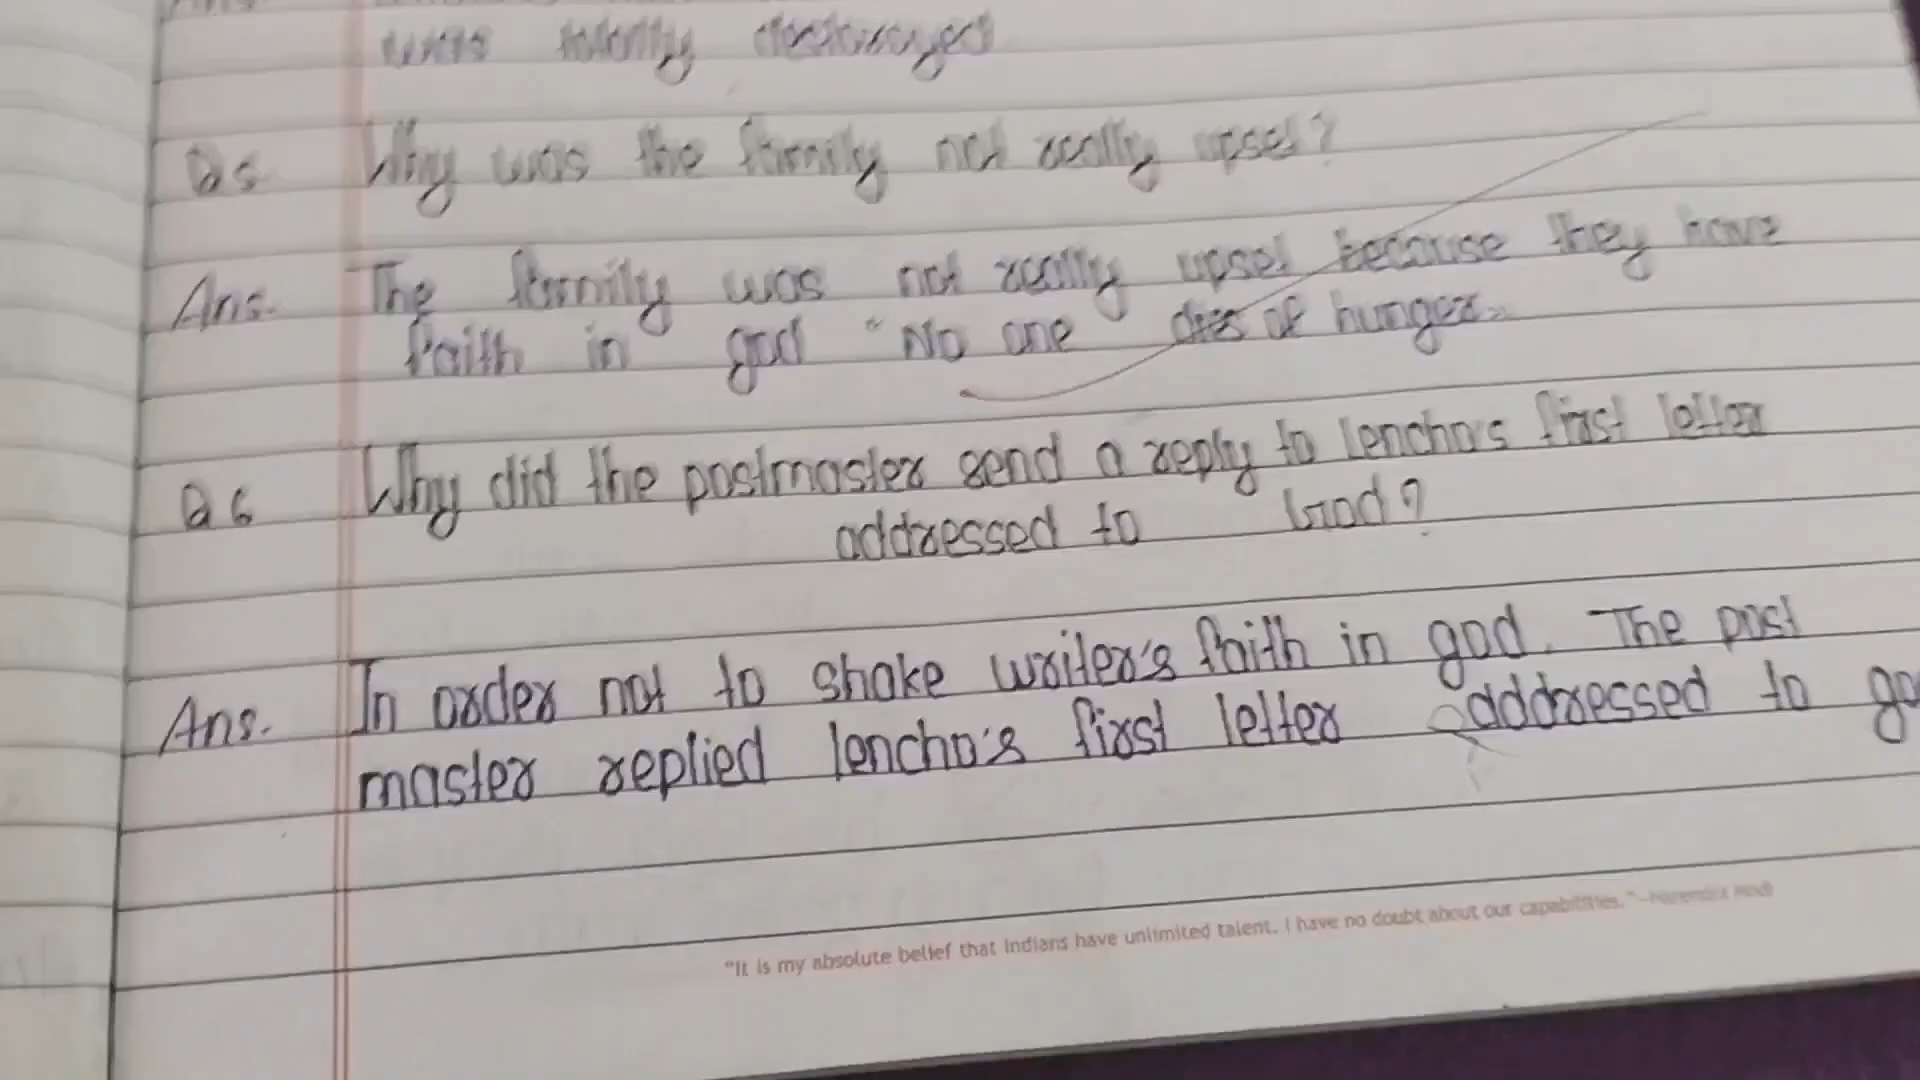 was totally destroyed
Q5 Why was the family not really upset?
Ans. The family was not really upset because they have
faith in god "No one dies of hunger."
Q6 Why did the postmaster send a reply to lencho's first letter
addressed to God?
Ans. In order not to shake writer's faith in god. The post
master replied lencho's first letter addressed to go
"It is my absolute belief that Indians have unlimited talent. I have no doubt about our capabilities."-Narendra Modi